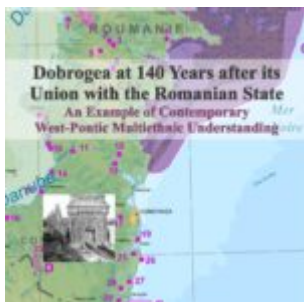 ROUMANIE
Dobrogea at 140 Years after its
Union with the Romanian State
An Example of Contemporary
West-Pontic Multiethnic Understanding
Mer
Danuba